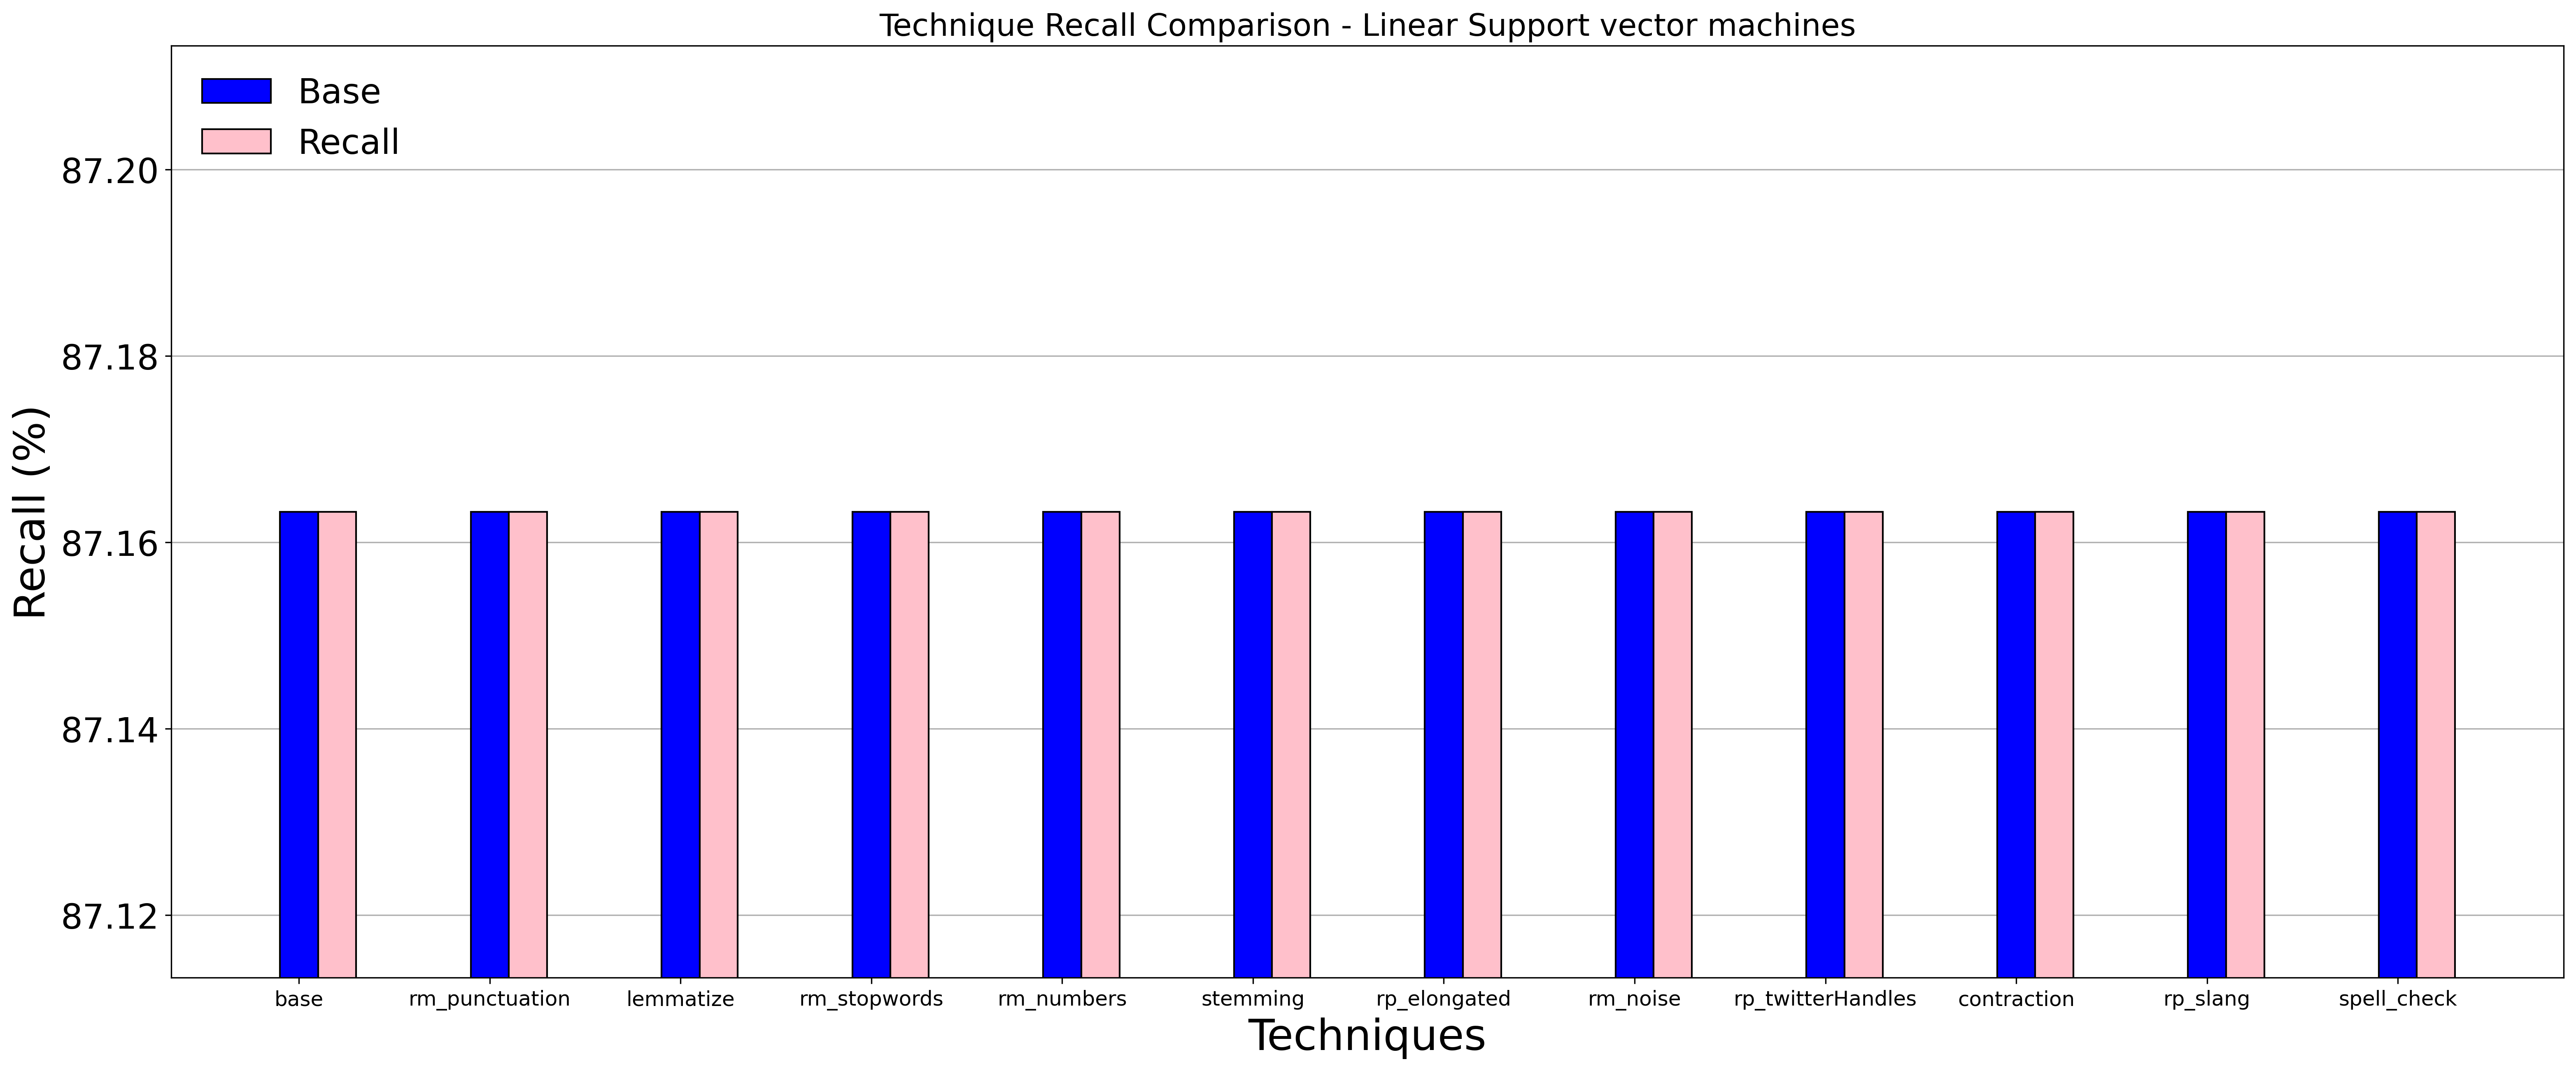 Technique Recall Comparison - Linear Support vector machines
Base
Recall
87.20
87.18
87.16
87.14
87.12
Recall (%)
base rm_punctuation lemmatize rm_stopwords rm_numbers stemming rp_elongated rm_noise rp_twitterHandles contraction rp_slang spell_check
Techniques